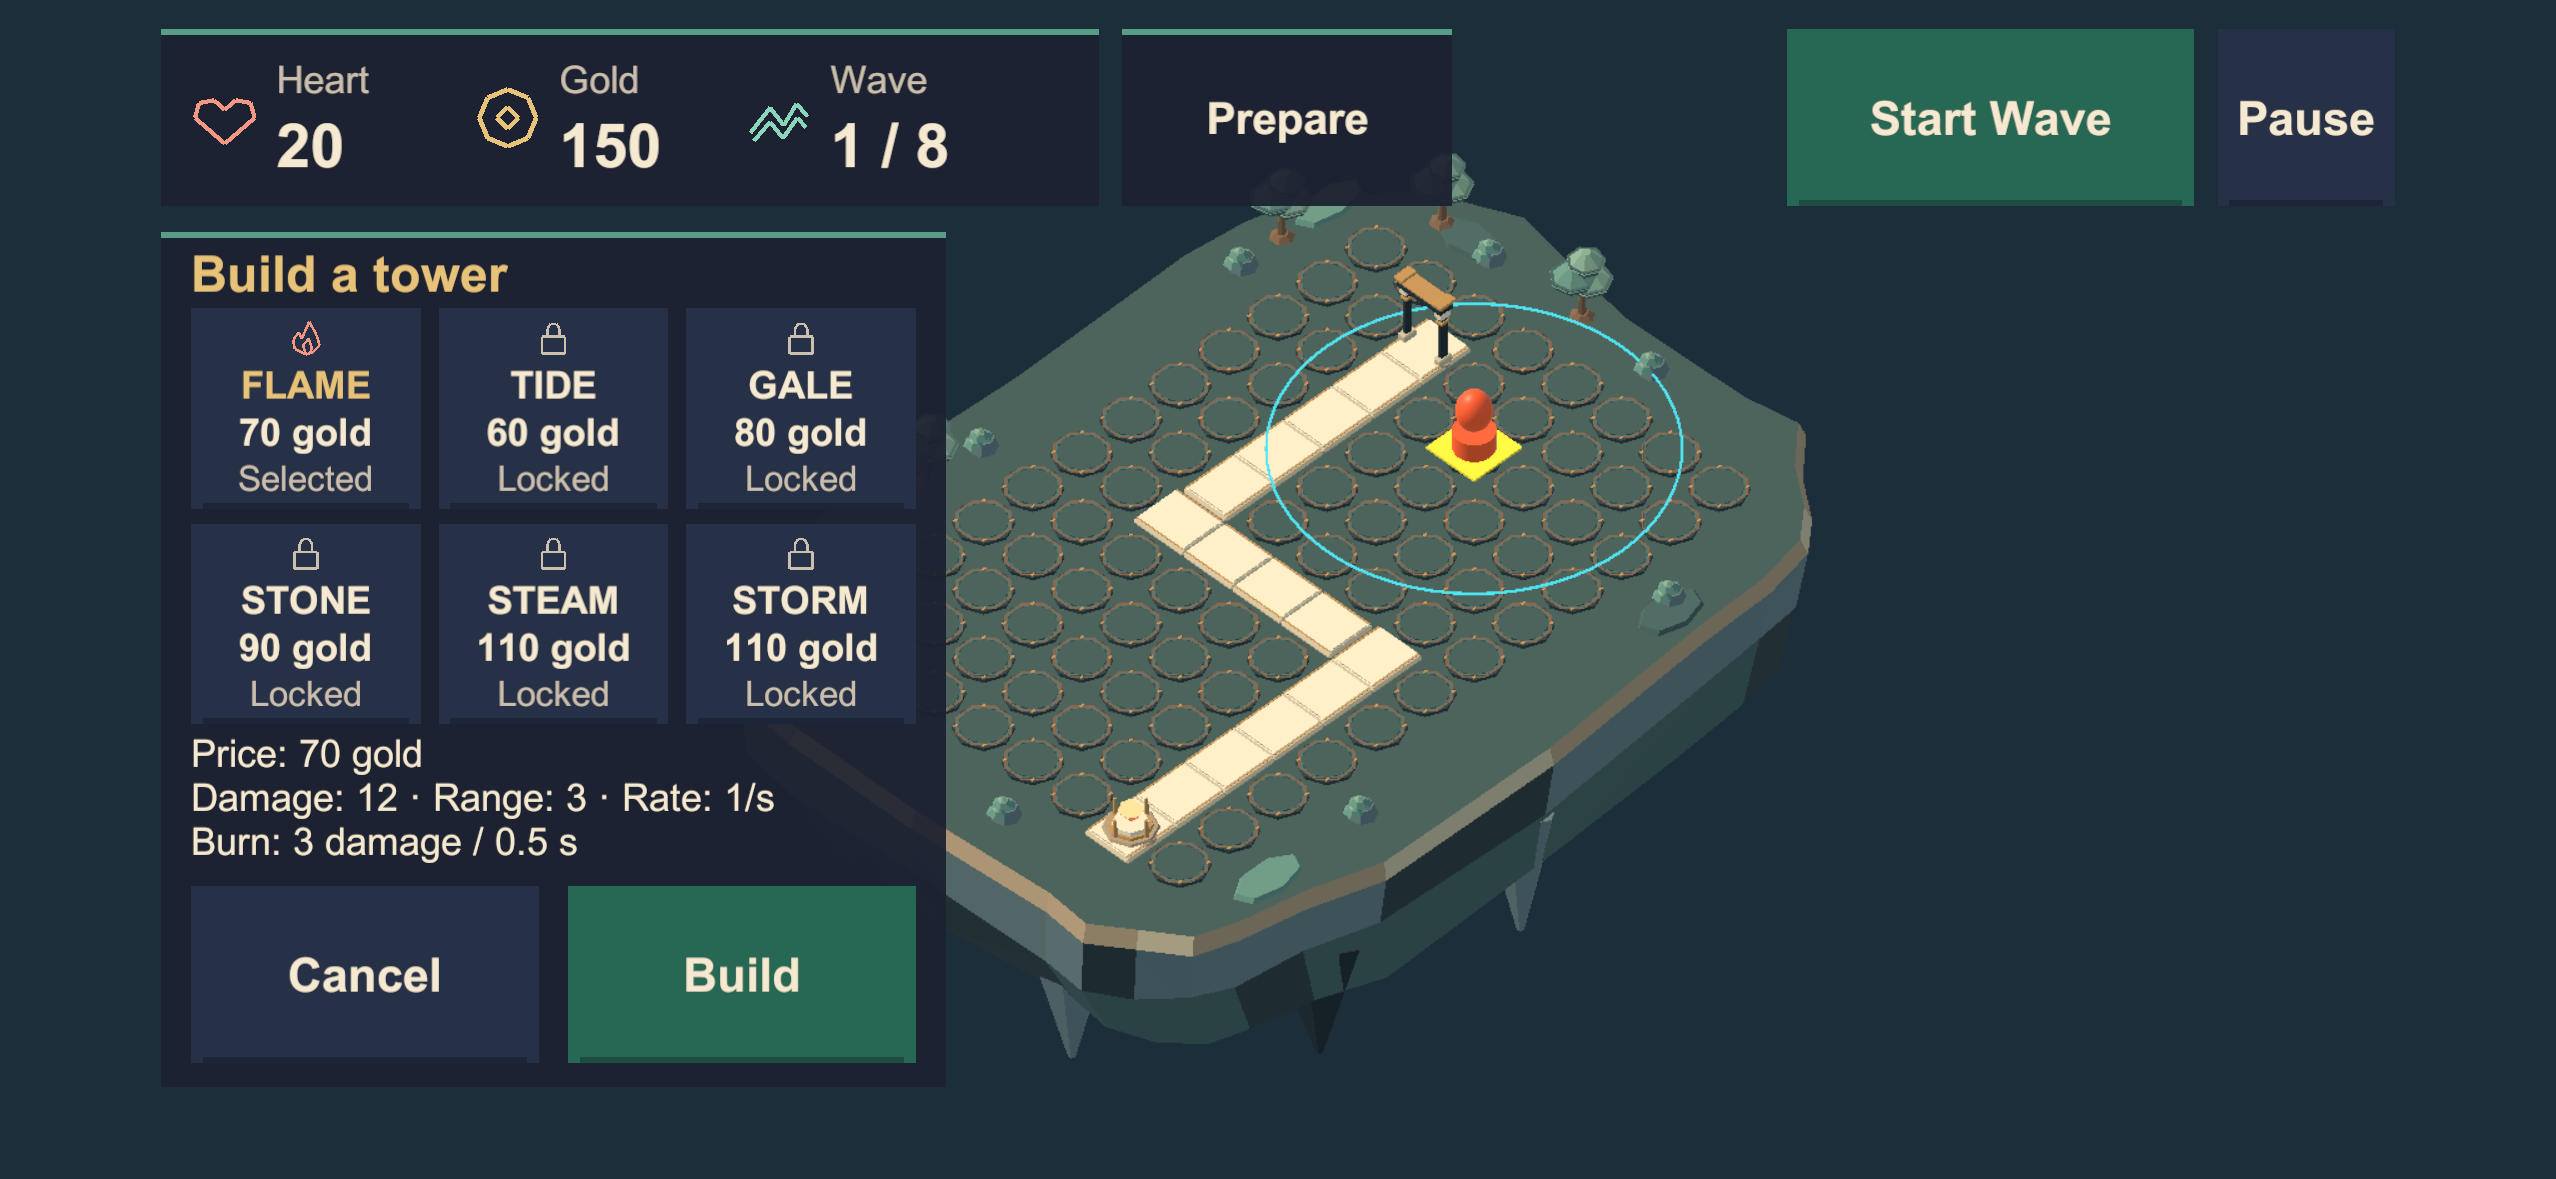 Heart
20
Gold
150
Wave
1 / 8
Prepare
Start Wave
Pause
Build a tower
FLAME
70 gold
Selected
TIDE
60 gold
Locked
GALE
80 gold
Locked
STONE
90 gold
Locked
STEAM
110 gold
Locked
STORM
110 gold
Locked
Price: 70 gold
Damage: 12 · Range: 3 · Rate: 1/s
Burn: 3 damage / 0.5 s
Cancel
Build